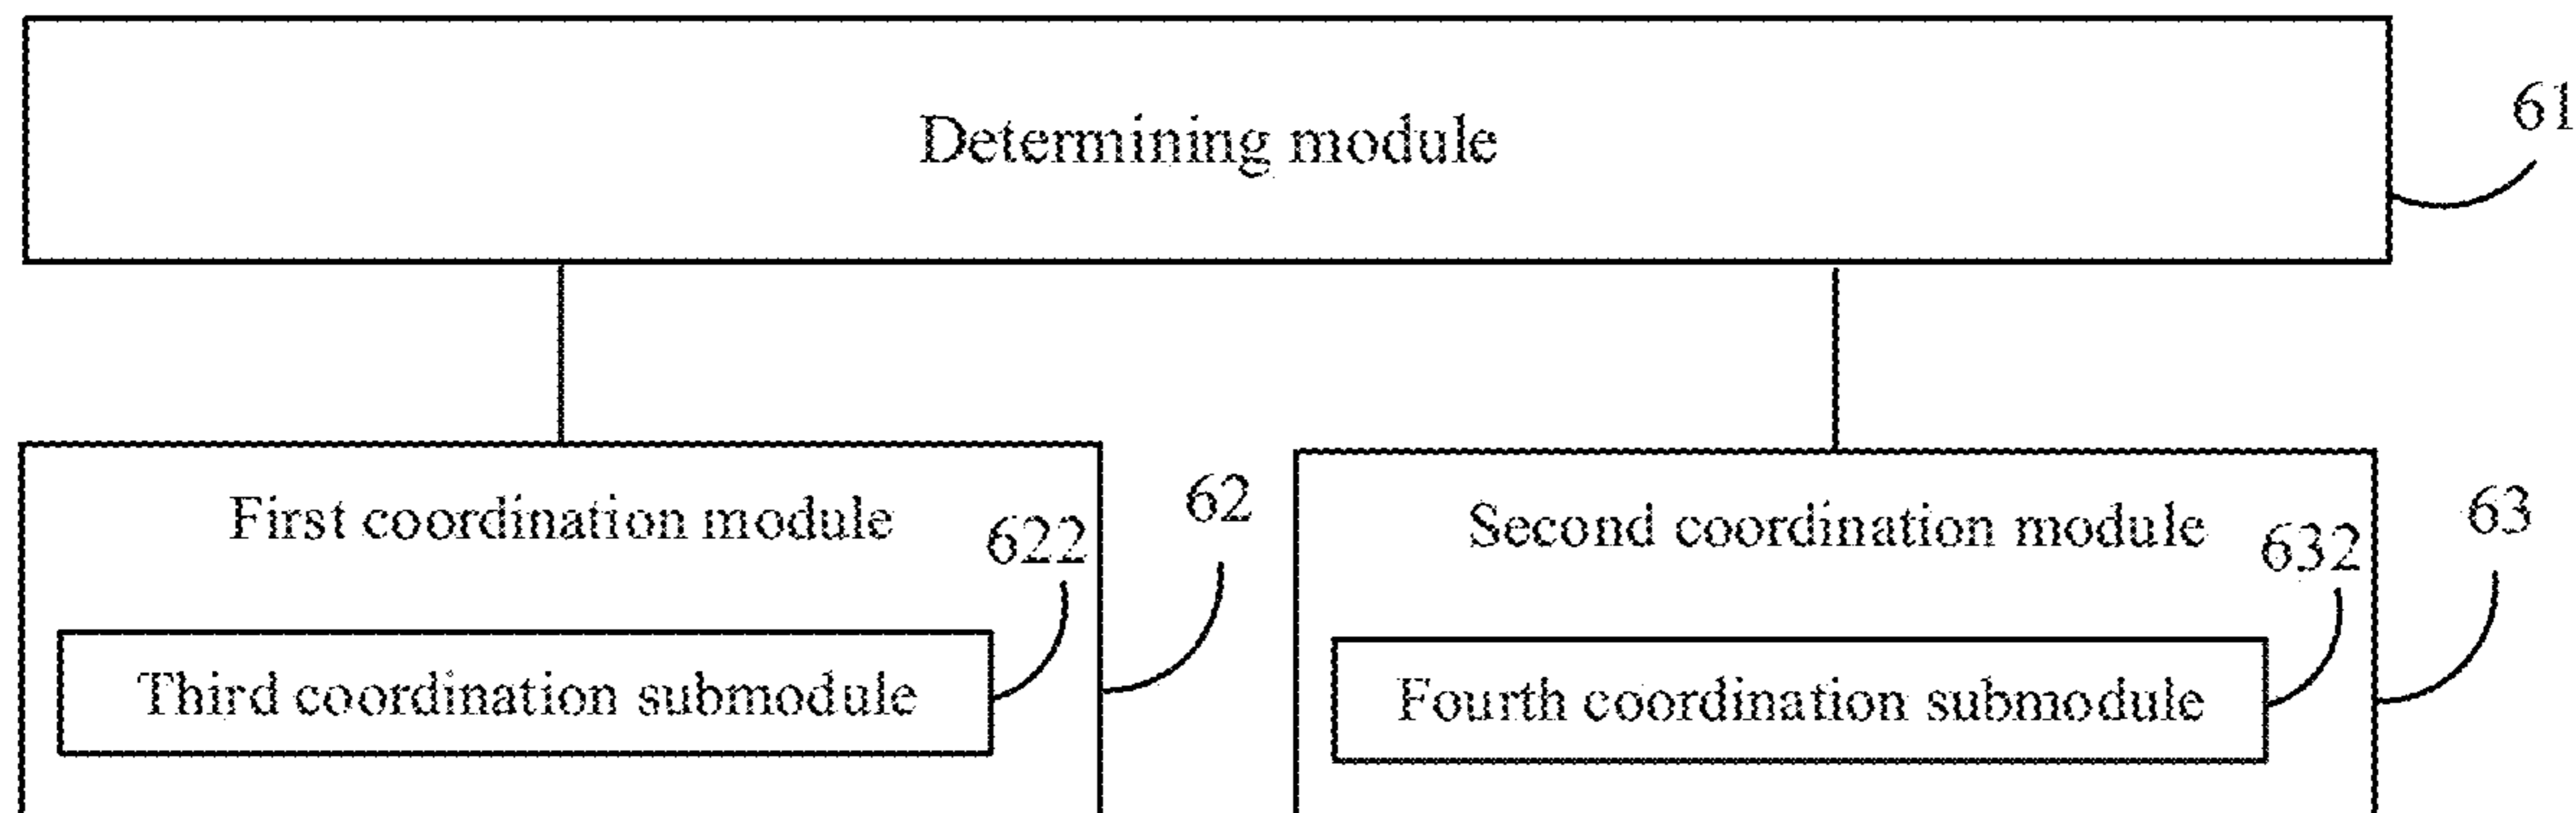 Determining module
61
First coordination module
622
62
Third coordination submodule
Second coordination module
632
63
Fourth coordination submodule